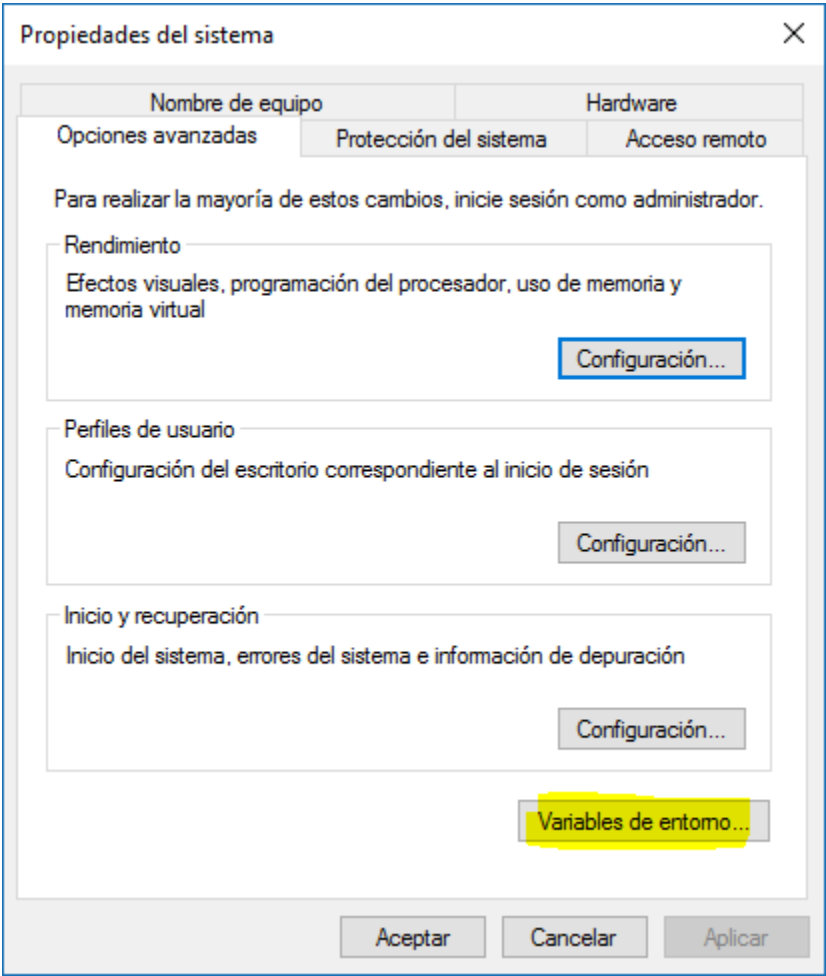 Propiedades del sistema
Nombre de equipo
Hardware
Opciones avanzadas
Protección del sistema
Acceso remoto
Para realizar la mayoría de estos cambios, inicie sesión como administrador.
Rendimiento
Efectos visuales, programación del procesador, uso de memoria y
memoria virtual
Configuración...
Perfiles de usuario
Configuración del escritorio correspondiente al inicio de sesión
Configuración...
Inicio y recuperación
Inicio del sistema, errores del sistema e información de depuración
Configuración...
Variables de entorno...
Aceptar
Cancelar
Aplicar